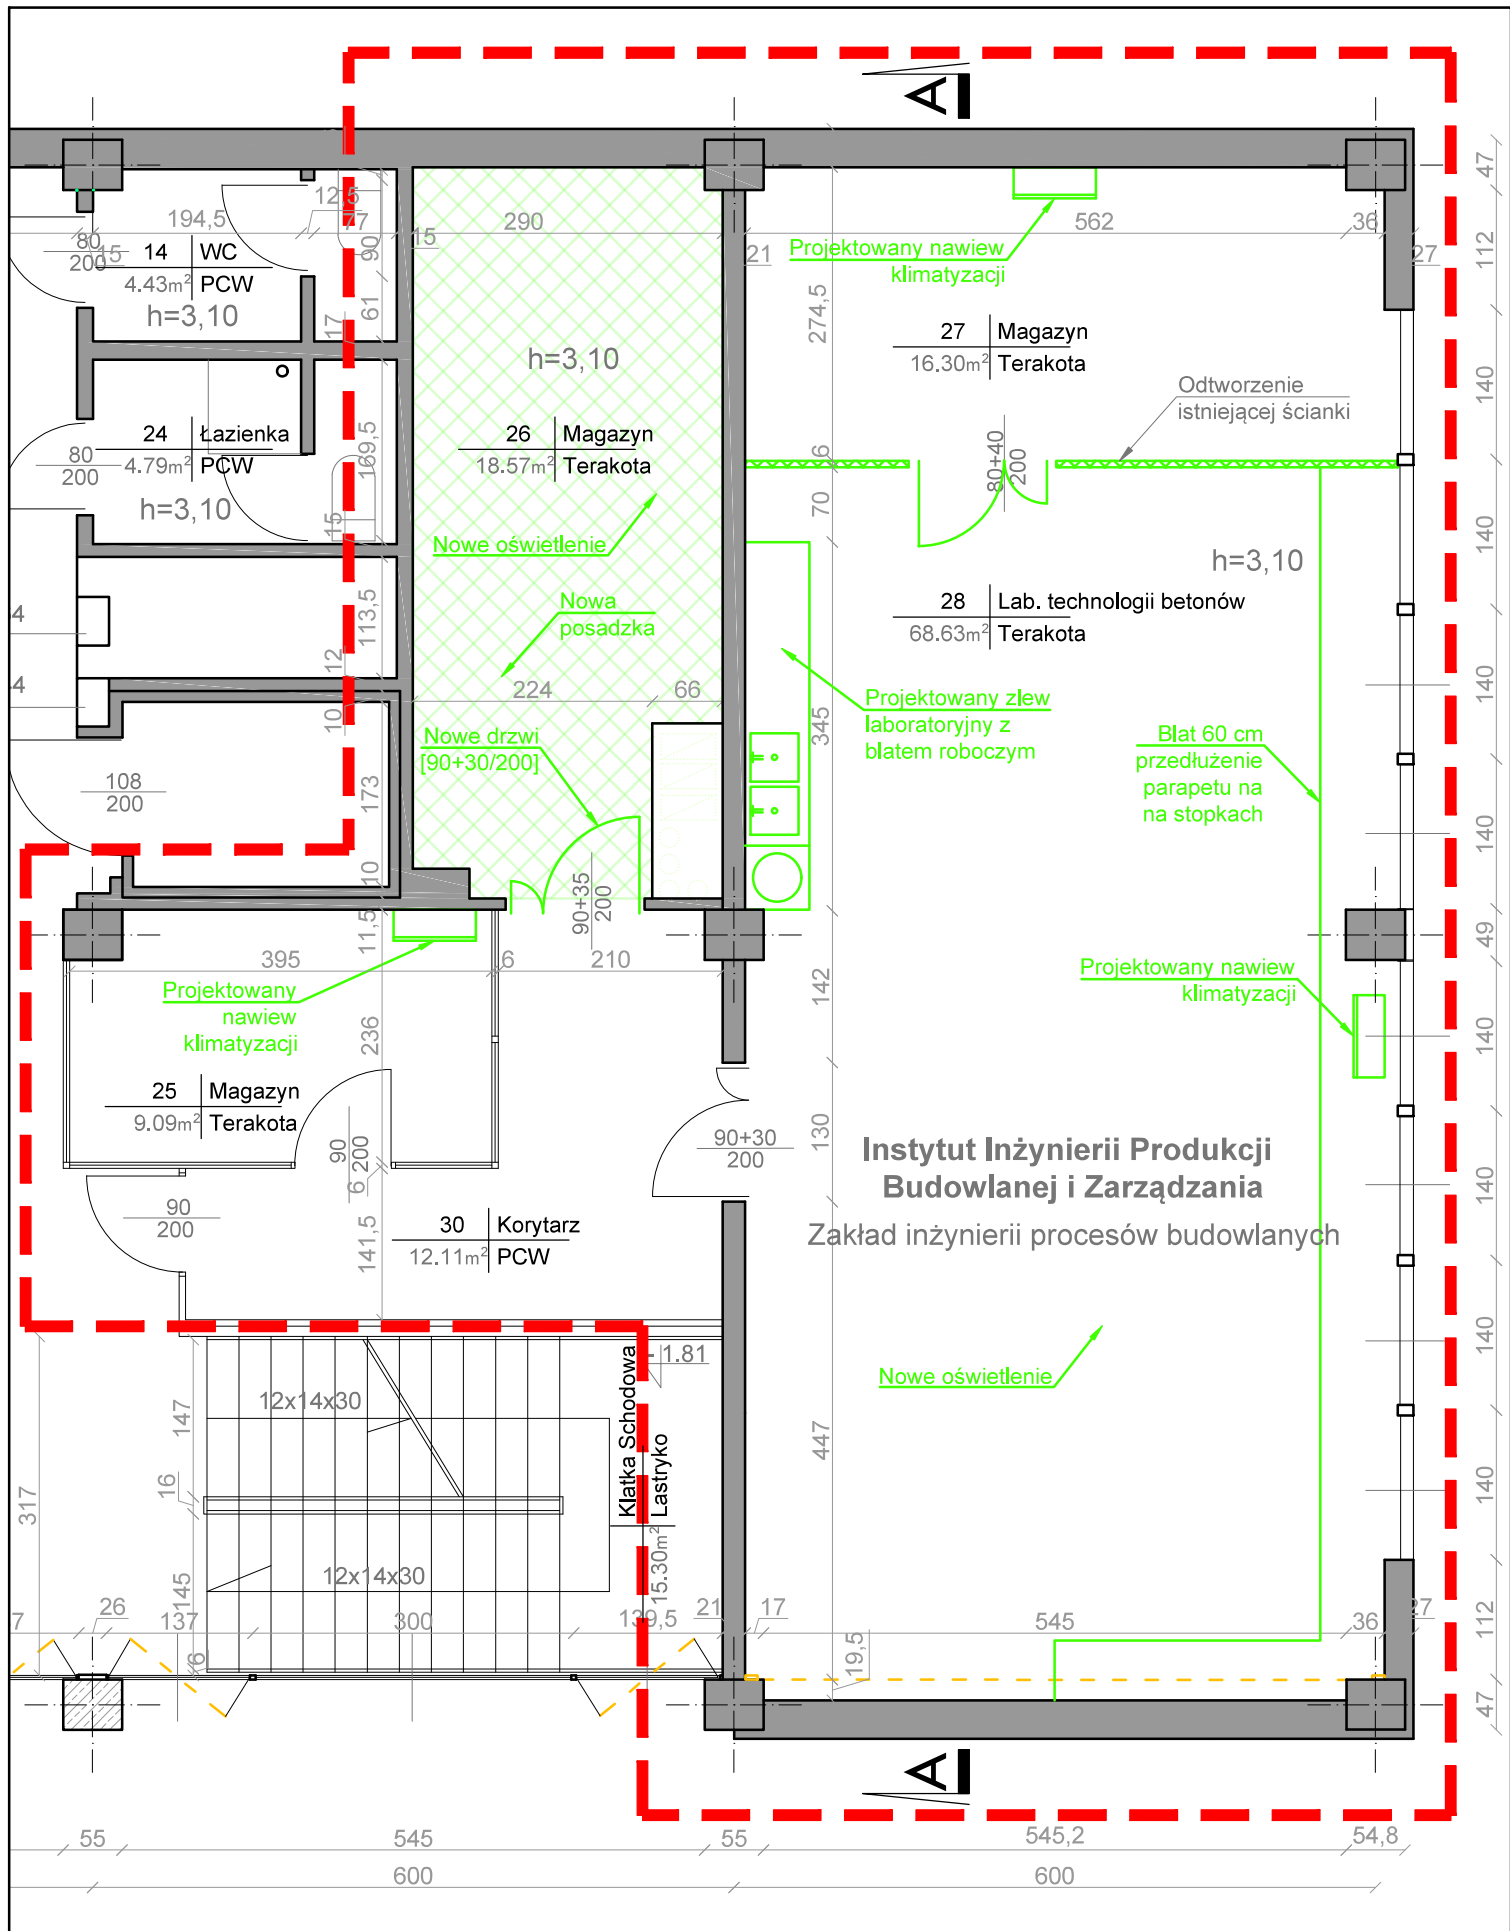 A
47
194,5
12,5
77
290
562
36
112
80
200
15
14 WC
4.43m² PCW
90
15
21
Projektowany nawiew
klimatyzacji
27
h=3,10
61
17
274,5
h=3,10
27 Magazyn
16.30m² Terakota
140
Odtworzenie
istniejącej ścianki
24 Łazienka
4.79m² PCW
80
200
169,5
26 Magazyn
18.57m² Terakota
6
80+40
200
h=3,10
15
70
140
Nowe oświetlenie
h=3,10
4
113,5
Nowa
posadzka
28 Lab. technologii betonów
68.63m² Terakota
12
4
224
66
140
10
Projektowany zlew
laboratoryjny z
blatem roboczym
345
Nowe drzwi
[90+30/200]
Blat 60 cm
przedłużenie
parapetu na
na stopkach
108
200
173
140
10
90+35
200
11,5
49
395
6
210
142
Projektowany nawiew
klimatyzacji
Projektowany
nawiew
klimatyzacji
236
140
25 Magazyn
9.09m² Terakota
90
200
6
90+30
200
130
Instytut Inżynierii Produkcji
Budowlanej i Zarządzania
Zakład inżynierii procesów budowlanych
140
90
200
141,5
30 Korytarz
12.11m² PCW
1.81
140
12x14x30
147
Klatka Schodowa
Lastryko
15.30m²
Nowe oświetlenie
447
16
317
140
12x14x30
145
7
26
137
300
139,5
21
17
545
36
27
112
6
19,5
47
A
55
545
55
545,2
54,8
600
600